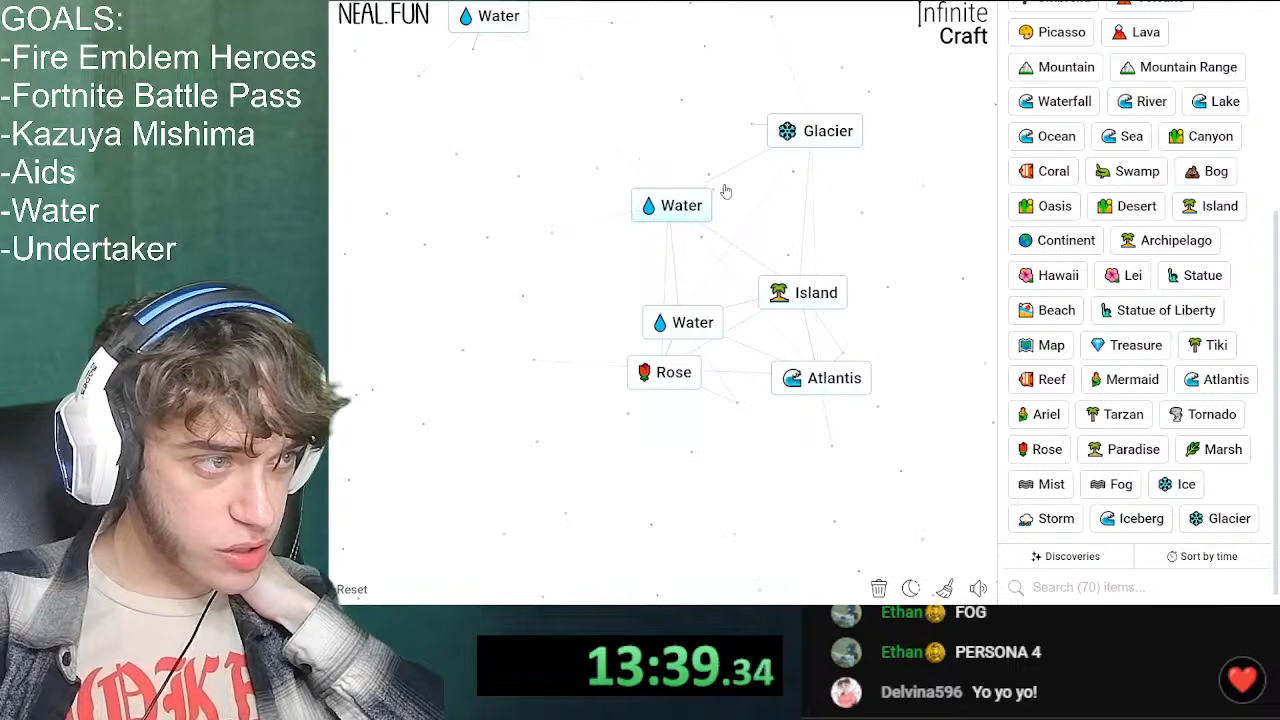 GOALS:
-Fire Emblem Heroes
-Fortnite Battle Pass
-Kazuya Mishima
-Aids
-Water
-Undertaker
NEAL.FUN
Water
Infinite
Craft
Glacier
Water
Island
Water
Rose
Atlantis
Reset
Picasso Lava
Mountain Mountain Range
Waterfall River Lake
Ocean Sea Canyon
Coral Swamp Bog
Oasis Desert Island
Continent Archipelago
Hawaii Lei Statue
Beach Statue of Liberty
Map Treasure Tiki
Reef Mermaid Atlantis
Ariel Tarzan Tornado
Rose Paradise Marsh
Mist Fog Ice
Storm Iceberg Glacier
Discoveries Sort by time
Search (70) items...
13:39.34
Ethan FOG
Ethan PERSONA 4
Delvina596 Yo yo yo!